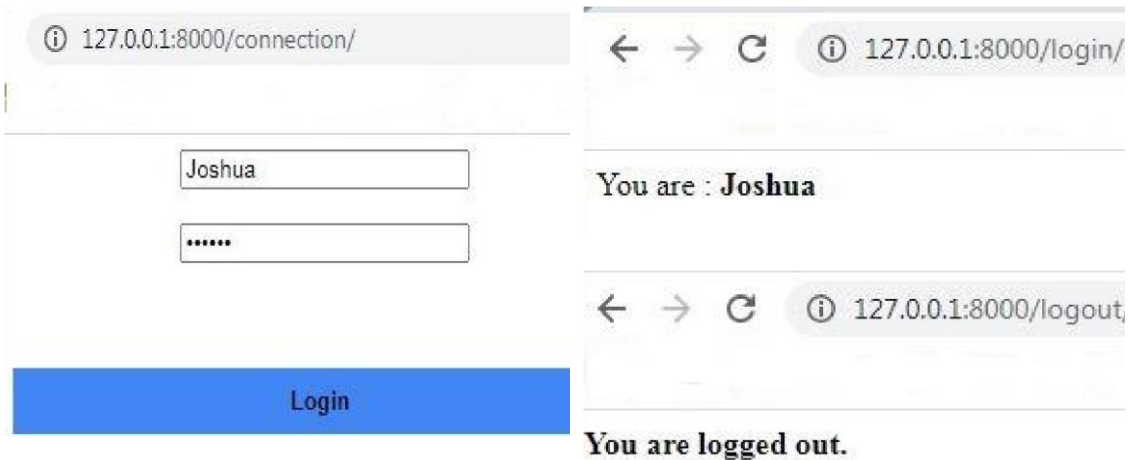 127.0.0.1:8000/connection/
Joshua
••••••
Login
127.0.0.1:8000/login/
You are : Joshua
127.0.0.1:8000/logout/
You are logged out.